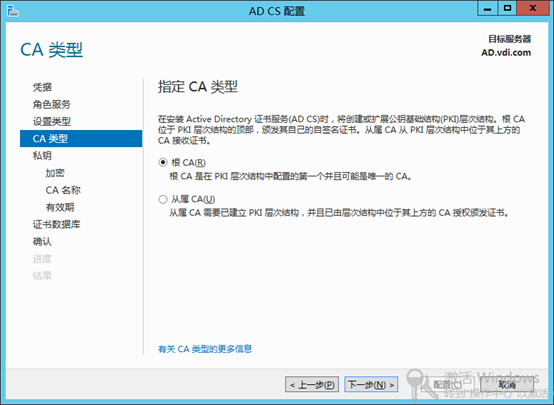 AD CS 配置
CA 类型
目标服务器
AD.vdi.com
凭据
角色服务
设置类型
CA 类型
私钥
加密
CA 名称
有效期
证书数据库
确认
进度
结果
指定 CA 类型
在安装 Active Directory 证书服务(AD CS)时，将创建或扩展公钥基础结构(PKI)层次结构。根 CA
位于 PKI 层次结构的顶部，颁发其自己的自签名证书。从属 CA 从 PKI 层次结构中位于其上方的
CA 接收证书。
根 CA(R)
根 CA 是在 PKI 层次结构中配置的第一个并且可能是唯一的 CA。
从属 CA(U)
从属 CA 需要已建立 PKI 层次结构，并且已由层次结构中位于其上方的 CA 授权颁发证书。
有关 CA 类型的更多信息
< 上一步(P)
下一步(N) >
配置(C)
取消
激活 Windows
转到"操作中心"以激活